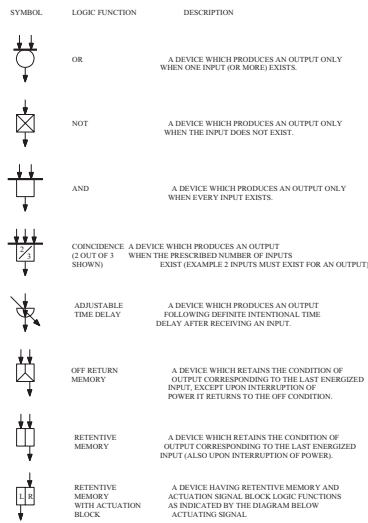 SYMBOL LOGIC FUNCTION DESCRIPTION
OR A DEVICE WHICH PRODUCES AN OUTPUT ONLY
WHEN ONE INPUT (OR MORE) EXISTS.
NOT A DEVICE WHICH PRODUCES AN OUTPUT ONLY
WHEN THE INPUT DOES NOT EXIST.
AND A DEVICE WHICH PRODUCES AN OUTPUT ONLY
WHEN EVERY INPUT EXISTS.
COINCIDENCE A DEVICE WHICH PRODUCES AN OUTPUT
(2 OUT OF 3 WHEN THE PRESCRIBED NUMBER OF INPUTS
SHOWN) EXIST (EXAMPLE 2 INPUTS MUST EXIST FOR AN OUTPUT)
2/3
ADJUSTABLE A DEVICE WHICH PRODUCES AN OUTPUT
TIME DELAY FOLLOWING DEFINITE INTENTIONAL TIME
DELAY AFTER RECEIVING AN INPUT.
OFF RETURN A DEVICE WHICH RETAINS THE CONDITION OF
MEMORY OUTPUT CORRESPONDING TO THE LAST ENERGIZED
INPUT, EXCEPT UPON INTERRUPTION OF
POWER IT RETURNS TO THE OFF CONDITION.
RETENTIVE A DEVICE WHICH RETAINS THE CONDITION OF
MEMORY OUTPUT CORRESPONDING TO THE LAST ENERGIZED
INPUT (ALSO UPON INTERRUPTION OF POWER).
RETENTIVE A DEVICE HAVING RETENTIVE MEMORY AND
MEMORY ACTUATION SIGNAL BLOCK LOGIC FUNCTIONS
L R WITH ACTUATION AS INDICATED BY THE DIAGRAM BELOW
BLOCK ACTUATING SIGNAL